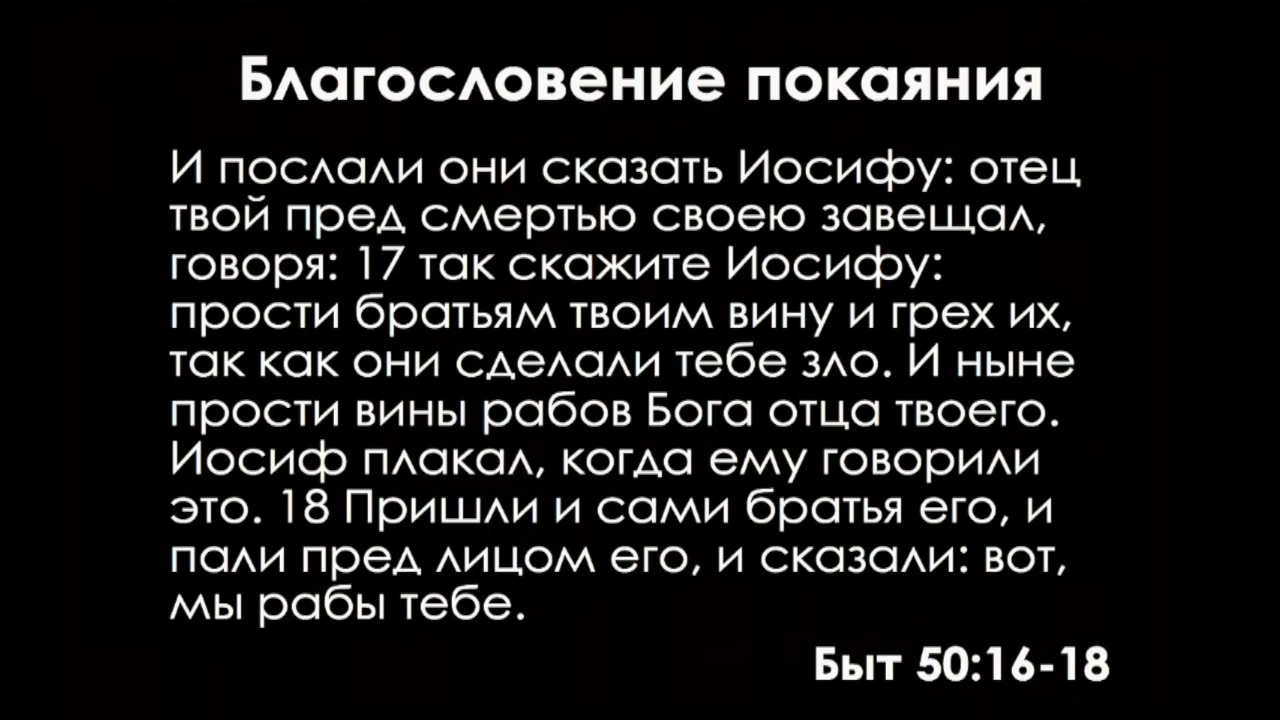 Благословение покаяния
И послали они сказать Иосифу: отец
твой пред смертью своею завещал,
говоря: 17 так скажите Иосифу:
прости братьям твоим вину и грех их,
так как они сделали тебе зло. И ныне
прости вины рабов Бога отца твоего.
Иосиф плакал, когда ему говорили
это. 18 Пришли и сами братья его, и
пали пред лицом его, и сказали: вот,
мы рабы тебе.
Быт 50:16-18